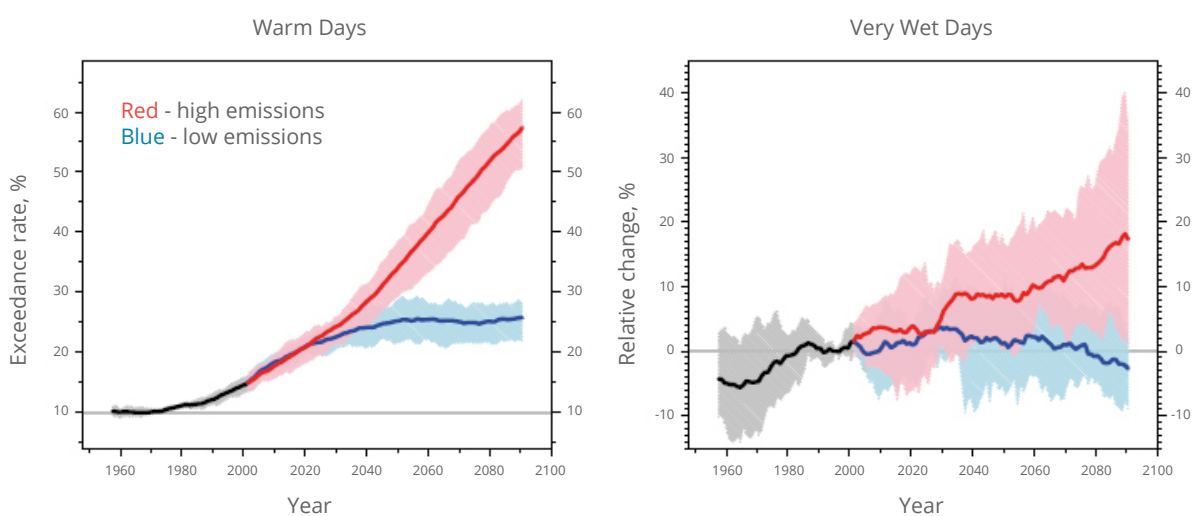 Warm Days
Very Wet Days
Red - high emissions
Blue - low emissions
Exceedance rate, %
60
50
40
30
20
10
60
50
40
30
20
10
1960 1980 2000 2020 2040 2060 2080 2100
Year
Relative change, %
40
30
20
10
0
-10
40
30
20
10
0
-10
1960 1980 2000 2020 2040 2060 2080 2100
Year